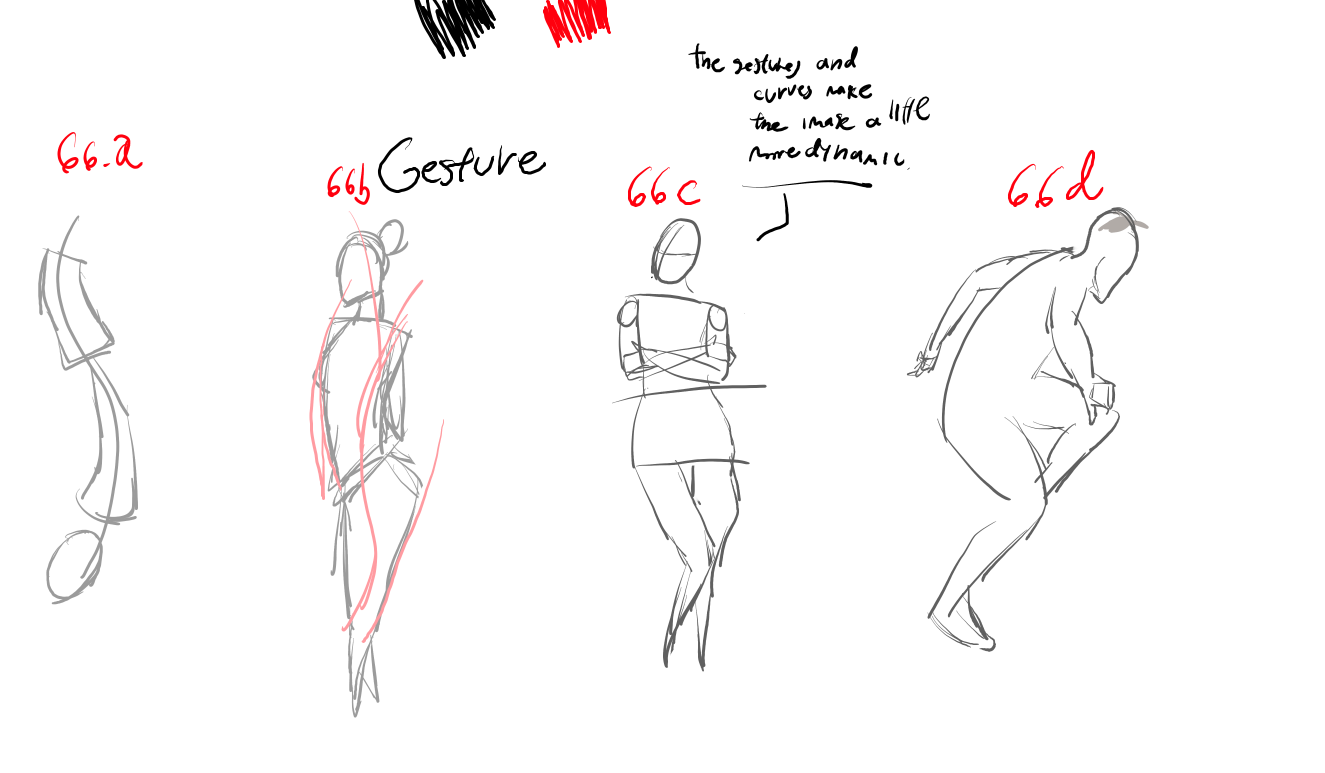 the gestures and
curves make
the image a little
more dynamic.
66.a
66b Gesture
66c
66d